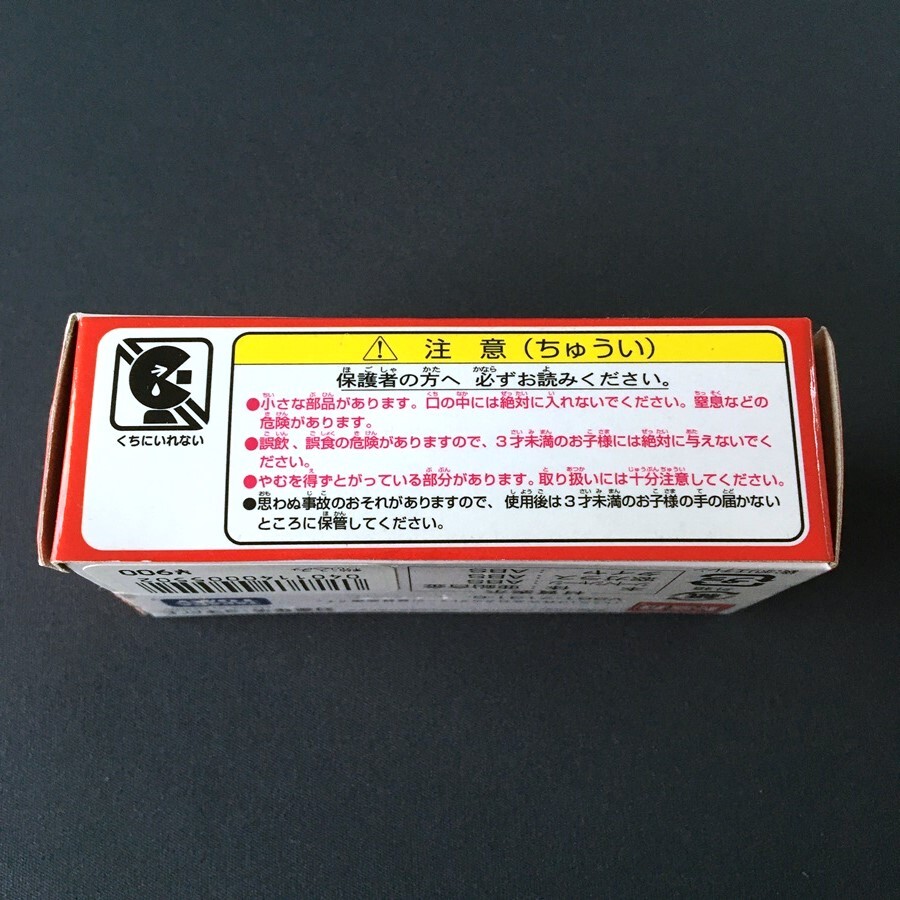 注 意 (ちゅうい)
保護者の方へ 必ずお読みください。
●小さな部品があります。口の中には絶対に入れないでください。窒息などの
危険があります。
●誤飲、誤食の危険がありますので、3才未満のお子様には絶対に与えないでく
ださい。
●やむを得ずとがっている部分があります。取り扱いには十分注意してください。
●思わぬ事故のおそれがありますので、使用後は3才未満のお子様の手の届かない
ところに保管してください。
くちにいれない
¥900
ABS
ABS